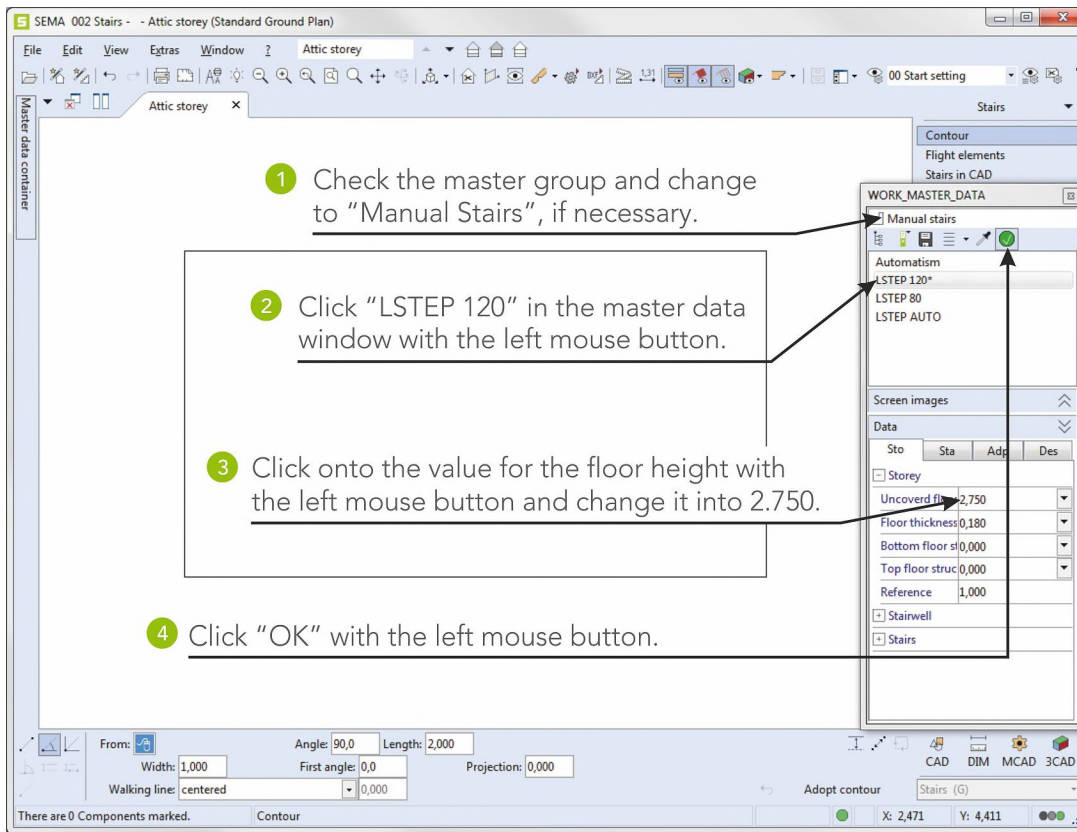 SEMA 002 Stairs - - Attic storey (Standard Ground Plan)
File Edit View Extras Window ? Attic storey
00 Start setting
Master data container
Attic storey
Stairs
Contour
Flight elements
Stairs in CAD
WORK_MASTER_DATA
Manual stairs
Automatism
LSTEP 120*
LSTEP 80
LSTEP AUTO
Screen images
Data
Sto Sta Adp Des
Storey
Uncoverd flo 2,750
Floor thickness 0,180
Bottom floor st 0,000
Top floor struc 0,000
Reference 1,000
Stairwell
Stairs
1 Check the master group and change
to “Manual Stairs”, if necessary.
2 Click “LSTEP 120” in the master data
window with the left mouse button.
3 Click onto the value for the floor height with
the left mouse button and change it into 2.750.
4 Click “OK” with the left mouse button.
From: Angle: 90,0 Length: 2,000
Width: 1,000 First angle: 0,0 Projection: 0,000
Walking line: centered 0,000
CAD DIM MCAD 3CAD
Adopt contour Stairs (G)
There are 0 Components marked. Contour X: 2,471 Y: 4,411